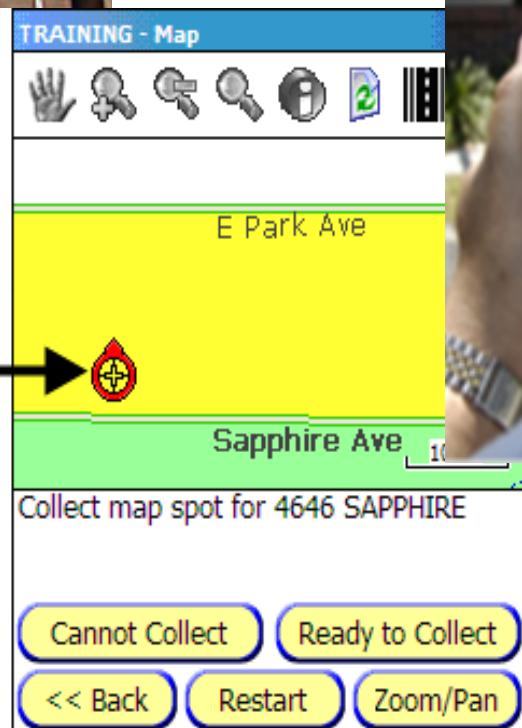 TRAINING - Map
E Park Ave
Sapphire Ave
Collect map spot for 4646 SAPPHIRE
Cannot Collect
Ready to Collect
<< Back
Restart
Zoom/Pan